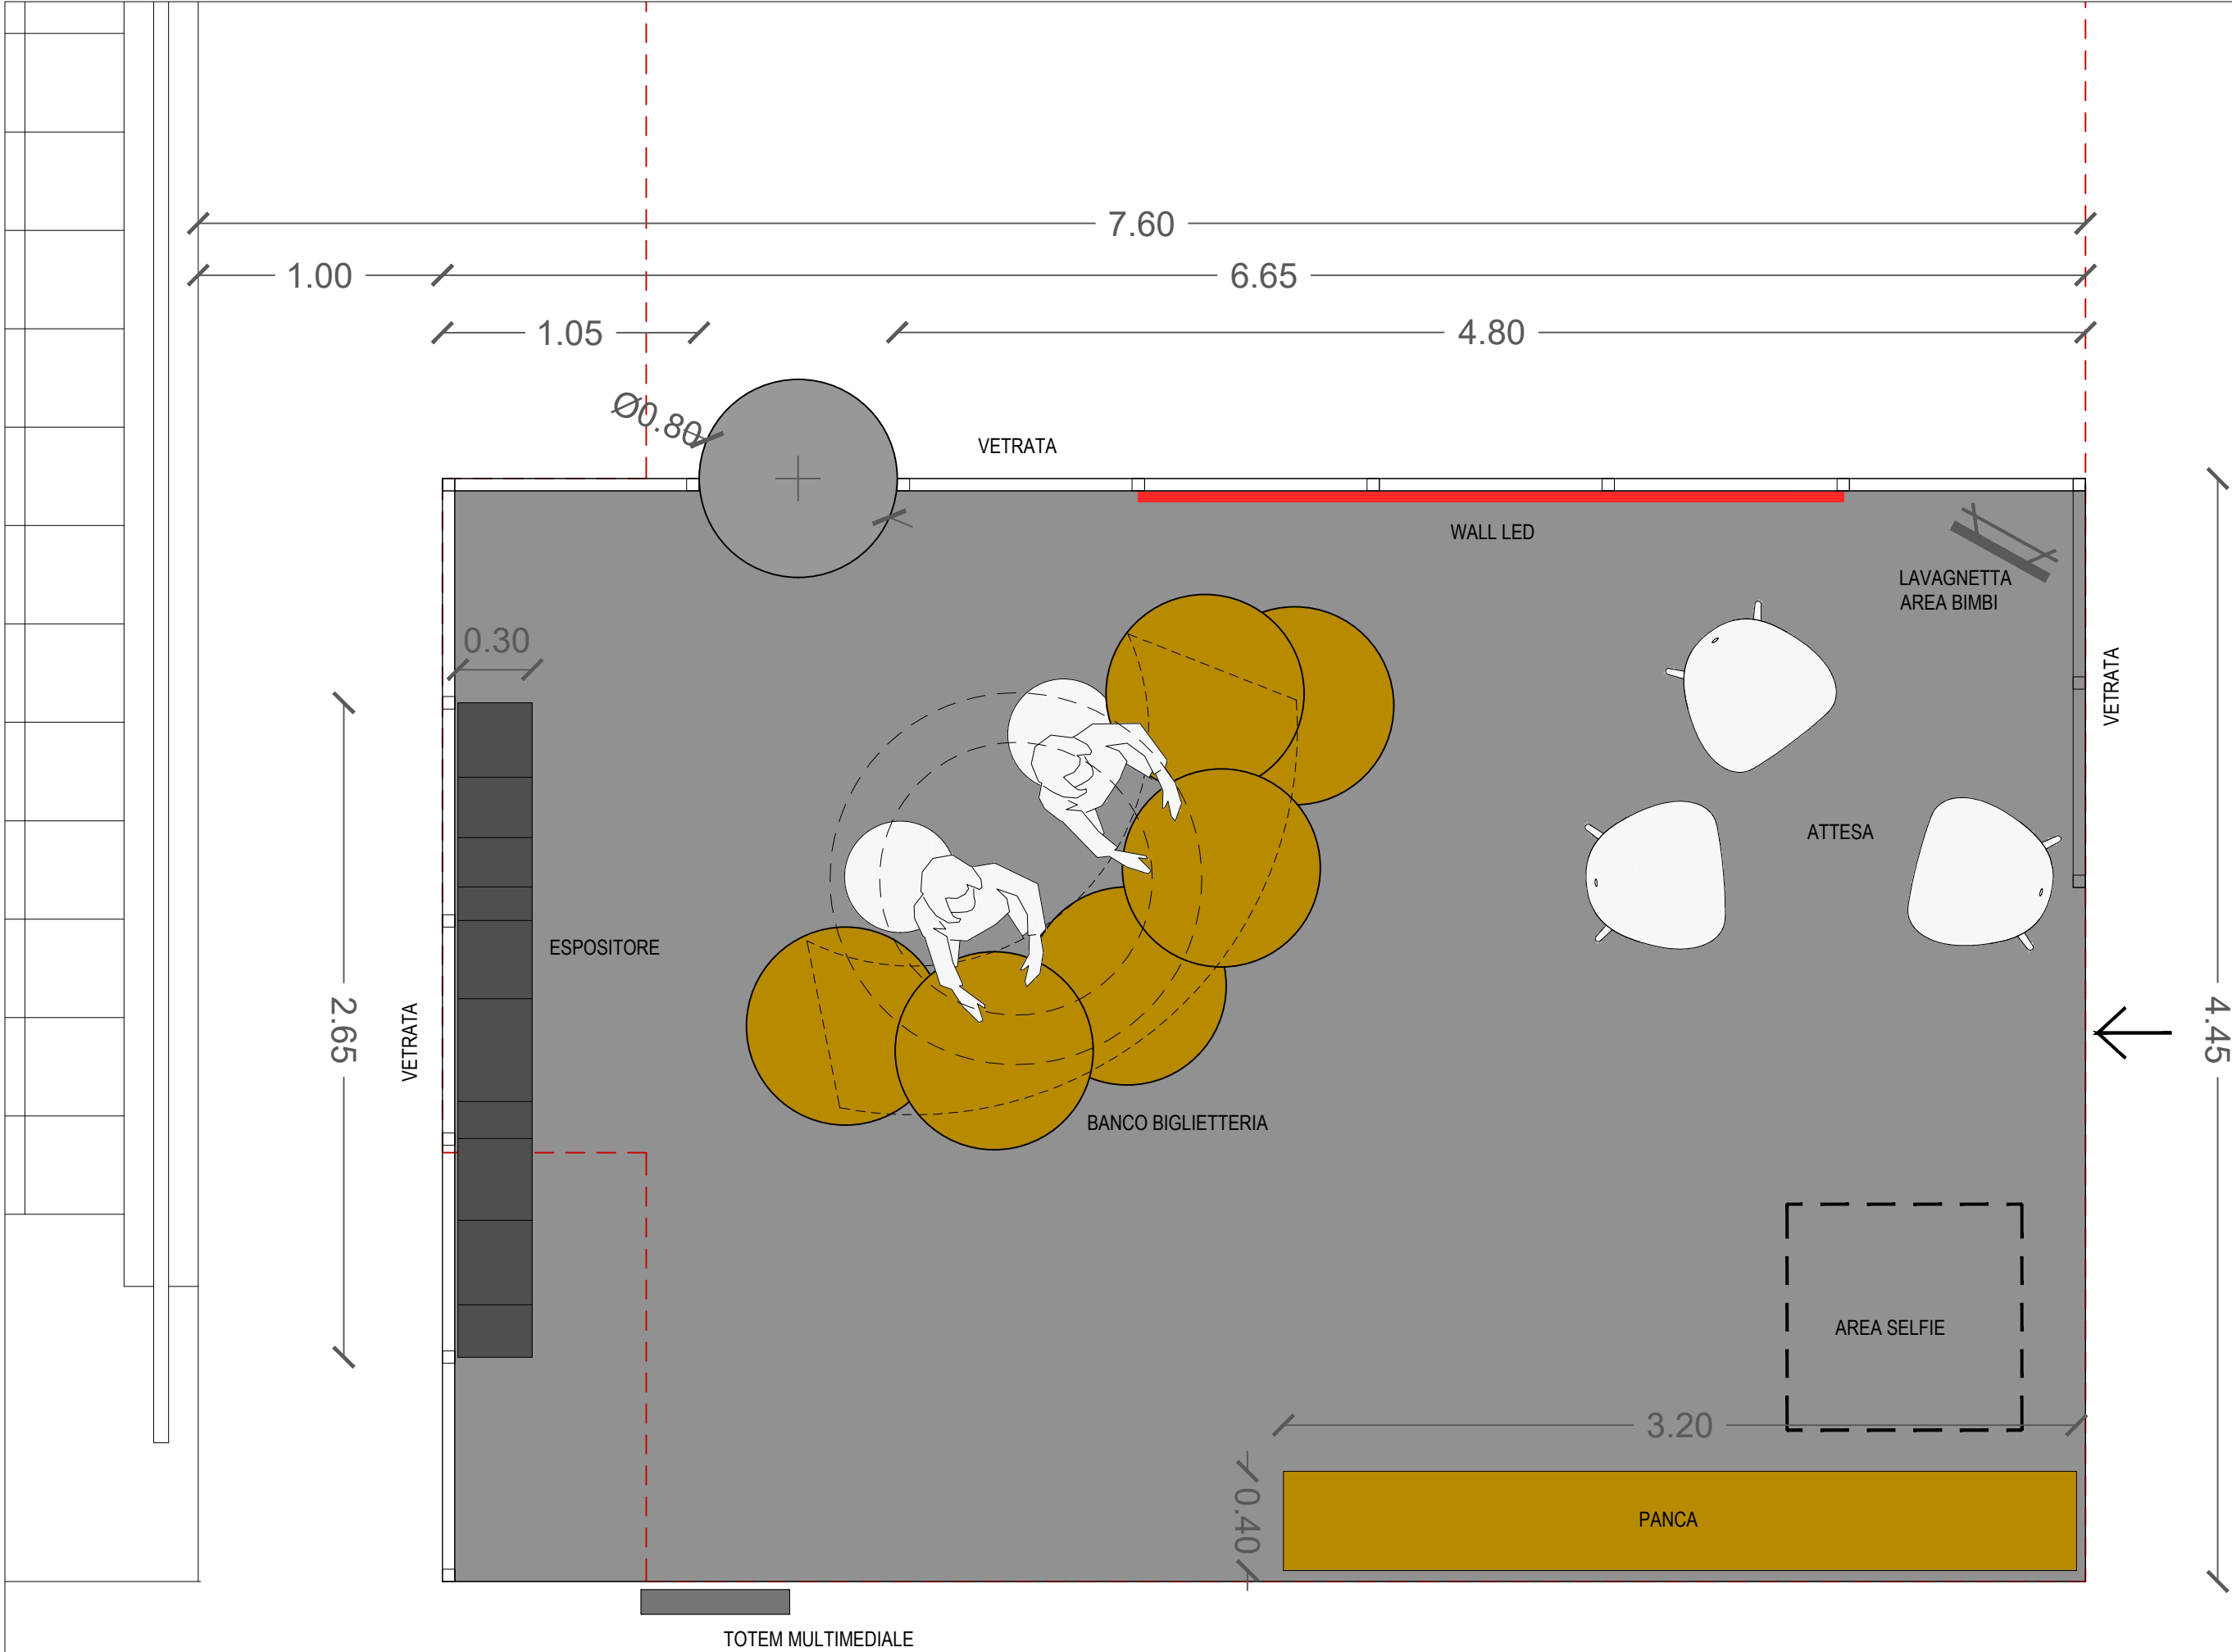 7.60
1.00
6.65
1.05
4.80
Ø0.80
VETRATA
WALL LED
LAVAGNETTA
AREA BIMBI
0.30
VETRATA
ATTESA
ESPOSITORE
2.65
VETRATA
4.45
BANCO BIGLIETTERIA
AREA SELFIE
3.20
0.40
PANCA
TOTEM MULTIMEDIALE